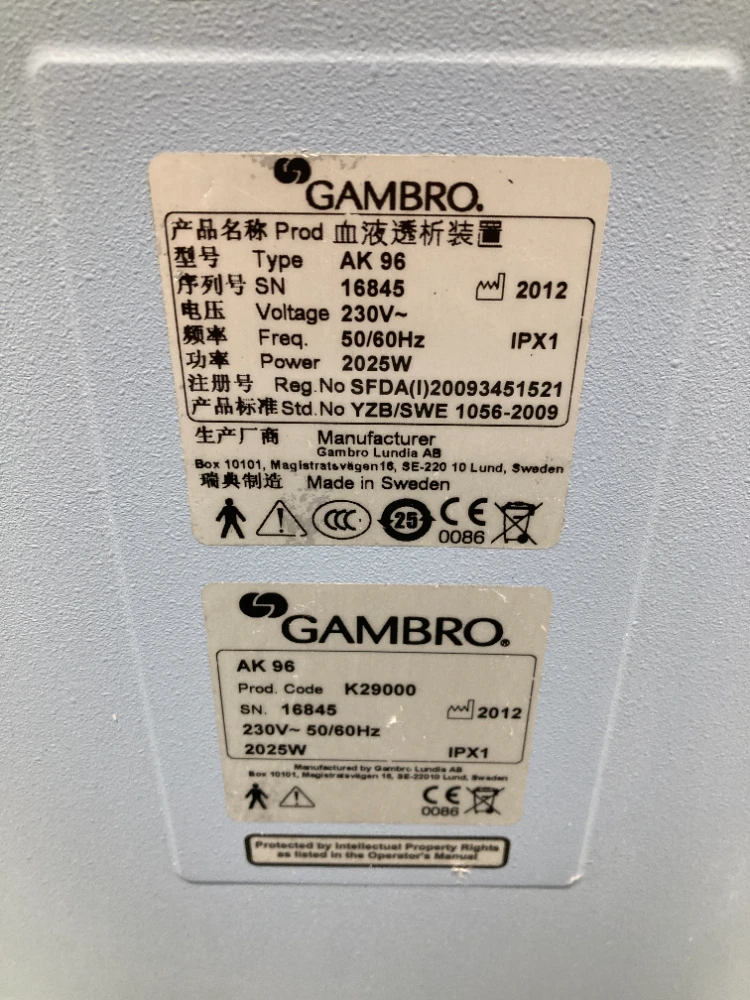 GAMBRO.
产品名称 Prod 血液透析装置
型号 Type AK 96
序列号 SN 16845 2012
电压 Voltage 230V~
频率 Freq. 50/60Hz IPX1
功率 Power 2025W
注册号 Reg.No SFDA(I)20093451521
产品标准 Std.No YZB/SWE 1056-2009
生产厂商 Manufacturer
Gambro Lundia AB
Box 10101, Magistratsvägen16, SE-220 10 Lund, Sweden
瑞典制造 Made in Sweden
CCC 25 CE
0086
GAMBRO®
AK 96
Prod. Code K29000
SN. 16845 2012
230V~ 50/60Hz
2025W IPX1
Manufactured by Gambro Lundia AB
Box 10101, Magistratsvägen 16, SE-22010 Lund, Sweden
CE
0086
Protected by Intellectual Property Rights
as listed in the Operator's Manual